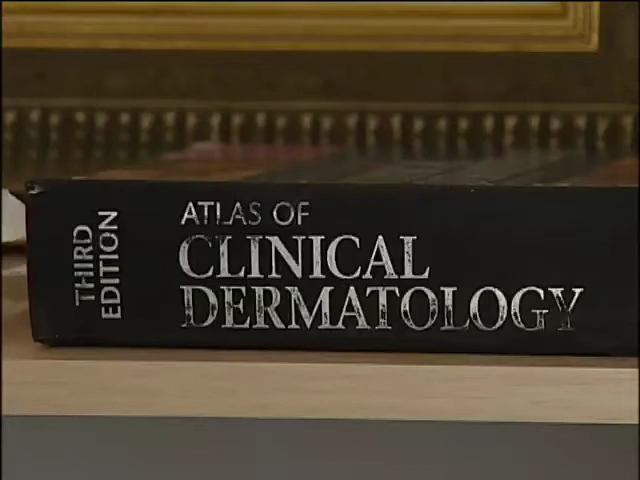 THIRD
EDITION
ATLAS OF
CLINICAL
DERMATOLOGY